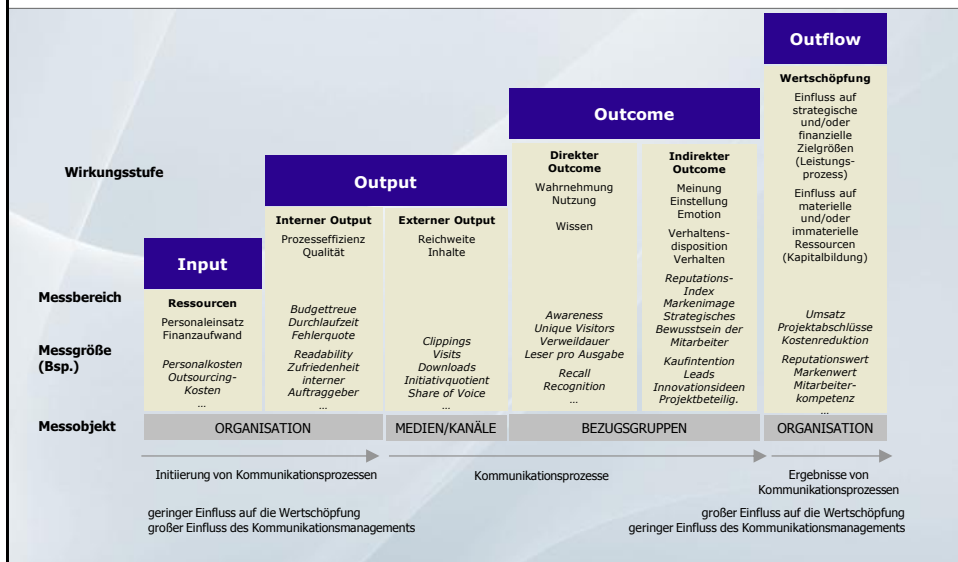 Outflow
Wertschöpfung
Einfluss auf
strategische
und/oder
finanzielle
Zielgrößen
(Leistungs-
prozess)
Einfluss auf
materielle
und/oder
immaterielle
Ressourcen
(Kapitalbildung)
Umsatz
Projektabschlüsse
Kostenreduktion
Reputationswert
Markenwert
Mitarbeiter-
kompetenz
...
Outcome
Direkter
Outcome
Wahrnehmung
Nutzung
Wissen
Awareness
Unique Visitors
Verweildauer
Leser pro Ausgabe
Recall
Recognition
...
Indirekter
Outcome
Meinung
Einstellung
Emotion
Verhaltens-
disposition
Verhalten
Reputations-
Index
Markenimage
Strategisches
Bewusstsein der
Mitarbeiter
Kaufintention
Leads
Innovationsideen
Projektbeteilig.
Wirkungsstufe
Output
Interner Output
Prozesseffizienz
Qualität
Budgettreue
Durchlaufzeit
Fehlerquote
Readability
Zufriedenheit
interner
Auftraggeber
...
Externer Output
Reichweite
Inhalte
Clippings
Visits
Downloads
Initiativquotient
Share of Voice
...
Input
Messbereich
Ressourcen
Personaleinsatz
Finanzaufwand
Messgröße
(Bsp.)
Personalkosten
Outsourcing-
Kosten
...
Messobjekt
ORGANISATION
MEDIEN/KANÄLE
BEZUGSGRUPPEN
ORGANISATION
Initiierung von Kommunikationsprozessen
Kommunikationsprozesse
Ergebnisse von
Kommunikationsprozessen
geringer Einfluss auf die Wertschöpfung
großer Einfluss des Kommunikationsmanagements
großer Einfluss auf die Wertschöpfung
geringer Einfluss des Kommunikationsmanagements